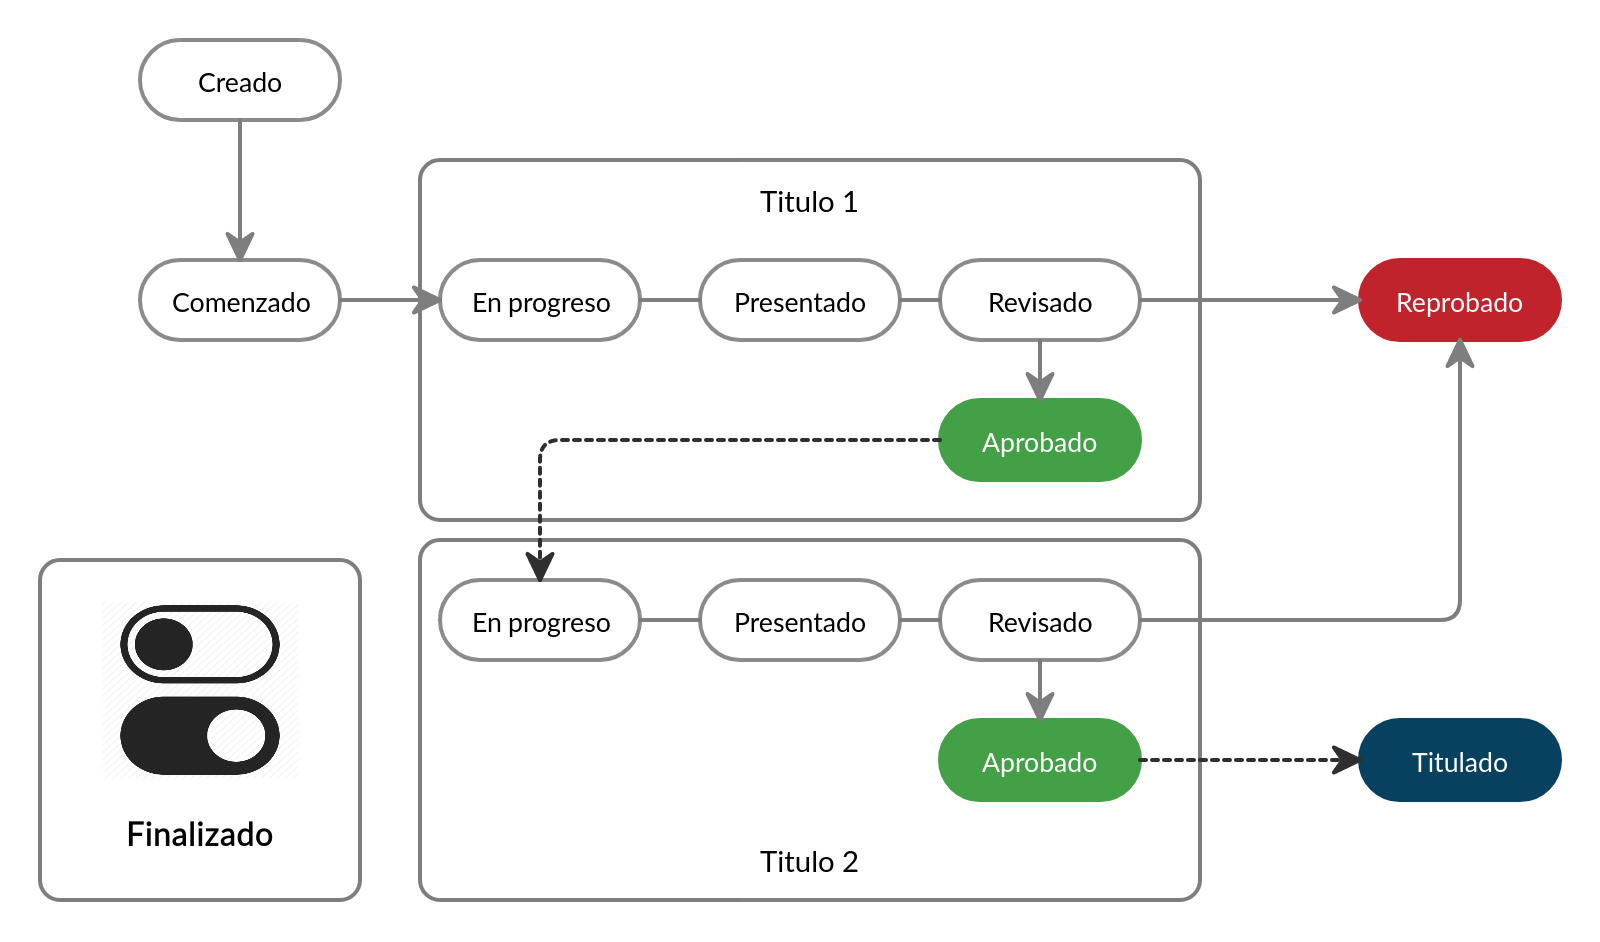 Creado
Titulo 1
Comenzado
En progreso
Presentado
Revisado
Reprobado
Aprobado
En progreso
Presentado
Revisado
Aprobado
Titulado
Finalizado
Titulo 2